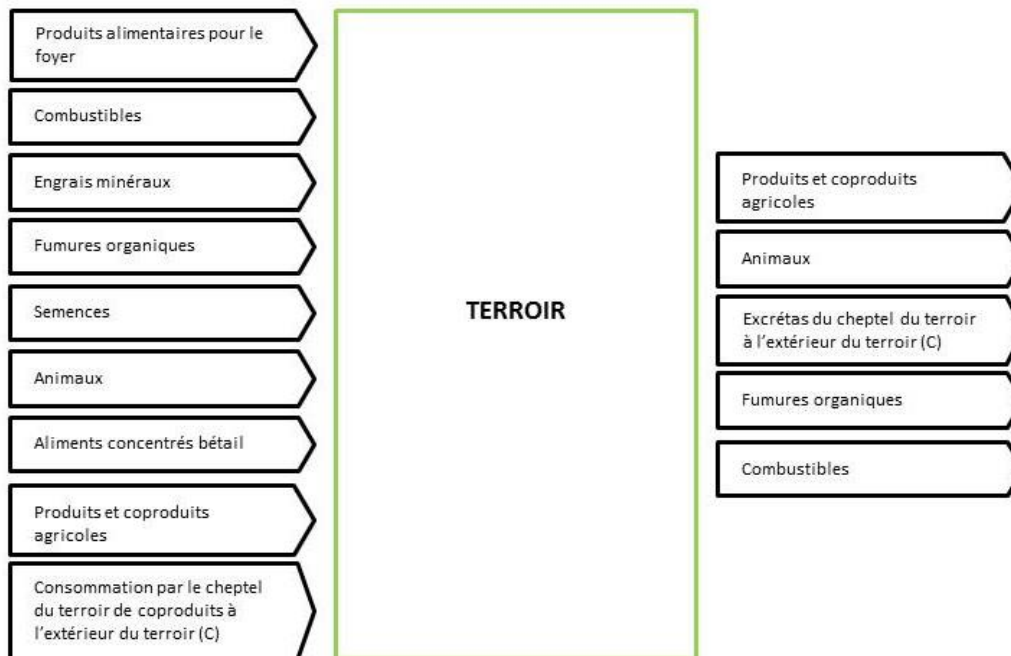 Produits alimentaires pour le
foyer
Combustibles
Engrais minéraux
Fumures organiques
Semences
Animaux
Aliments concentrés bétail
Produits et coproduits
agricoles
Consommation par le cheptel
du terroir de coproduits à
l'extérieur du terroir (C)
TERROIR
Produits et coproduits
agricoles
Animaux
Excrétas du cheptel du terroir
à l'extérieur du terroir (C)
Fumures organiques
Combustibles